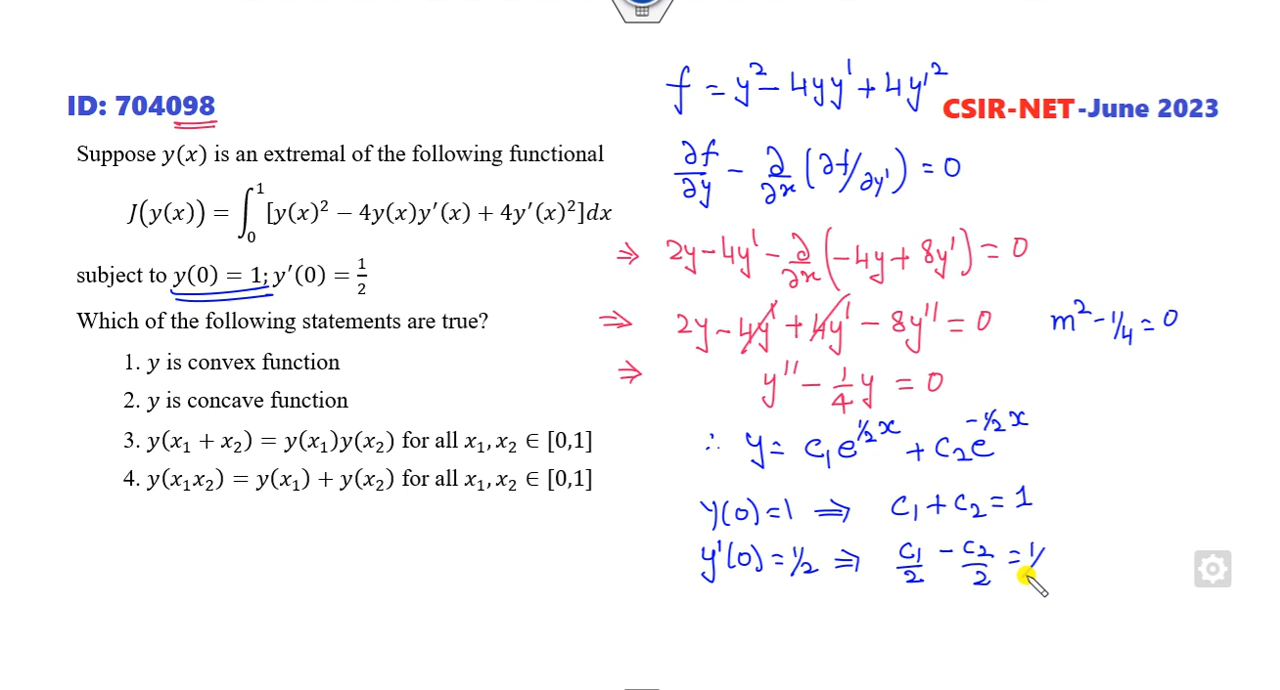 ID: 704098
CSIR-NET-June 2023
Suppose y(x) is an extremal of the following functional
J(y(x)) = ∫₀¹ [y(x)² − 4y(x)y′(x) + 4y′(x)²]dx
subject to y(0) = 1; y′(0) = 1/2
Which of the following statements are true?
1. y is convex function
2. y is concave function
3. y(x₁ + x₂) = y(x₁)y(x₂) for all x₁, x₂ ∈ [0,1]
4. y(x₁x₂) = y(x₁) + y(x₂) for all x₁, x₂ ∈ [0,1]
f = y² − 4yy′ + 4y′²
∂f/∂y − ∂/∂x (∂f/∂y′) = 0
⇒ 2y − 4y′ − ∂/∂x (−4y + 8y′) = 0
⇒ 2y − 4y′ + 4y′ − 8y″ = 0
m² − 1/4 = 0
⇒ y″ − 1/4 y = 0
∴ y = c₁e^{1/2 x} + c₂e^{−1/2 x}
y(0) = 1 ⇒ c₁ + c₂ = 1
y′(0) = 1/2 ⇒ c₁/2 − c₂/2 = 1/